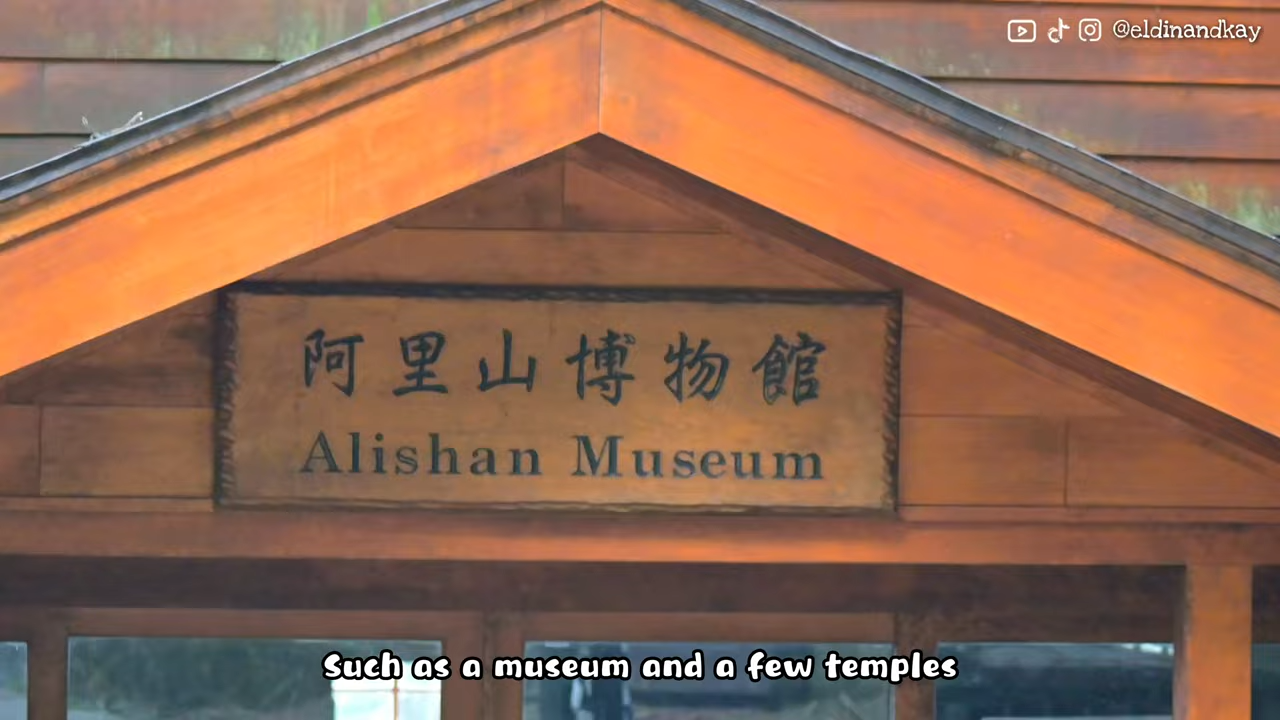 @eldinandkay
阿里山博物館
Alishan Museum
Such as a museum and a few temples